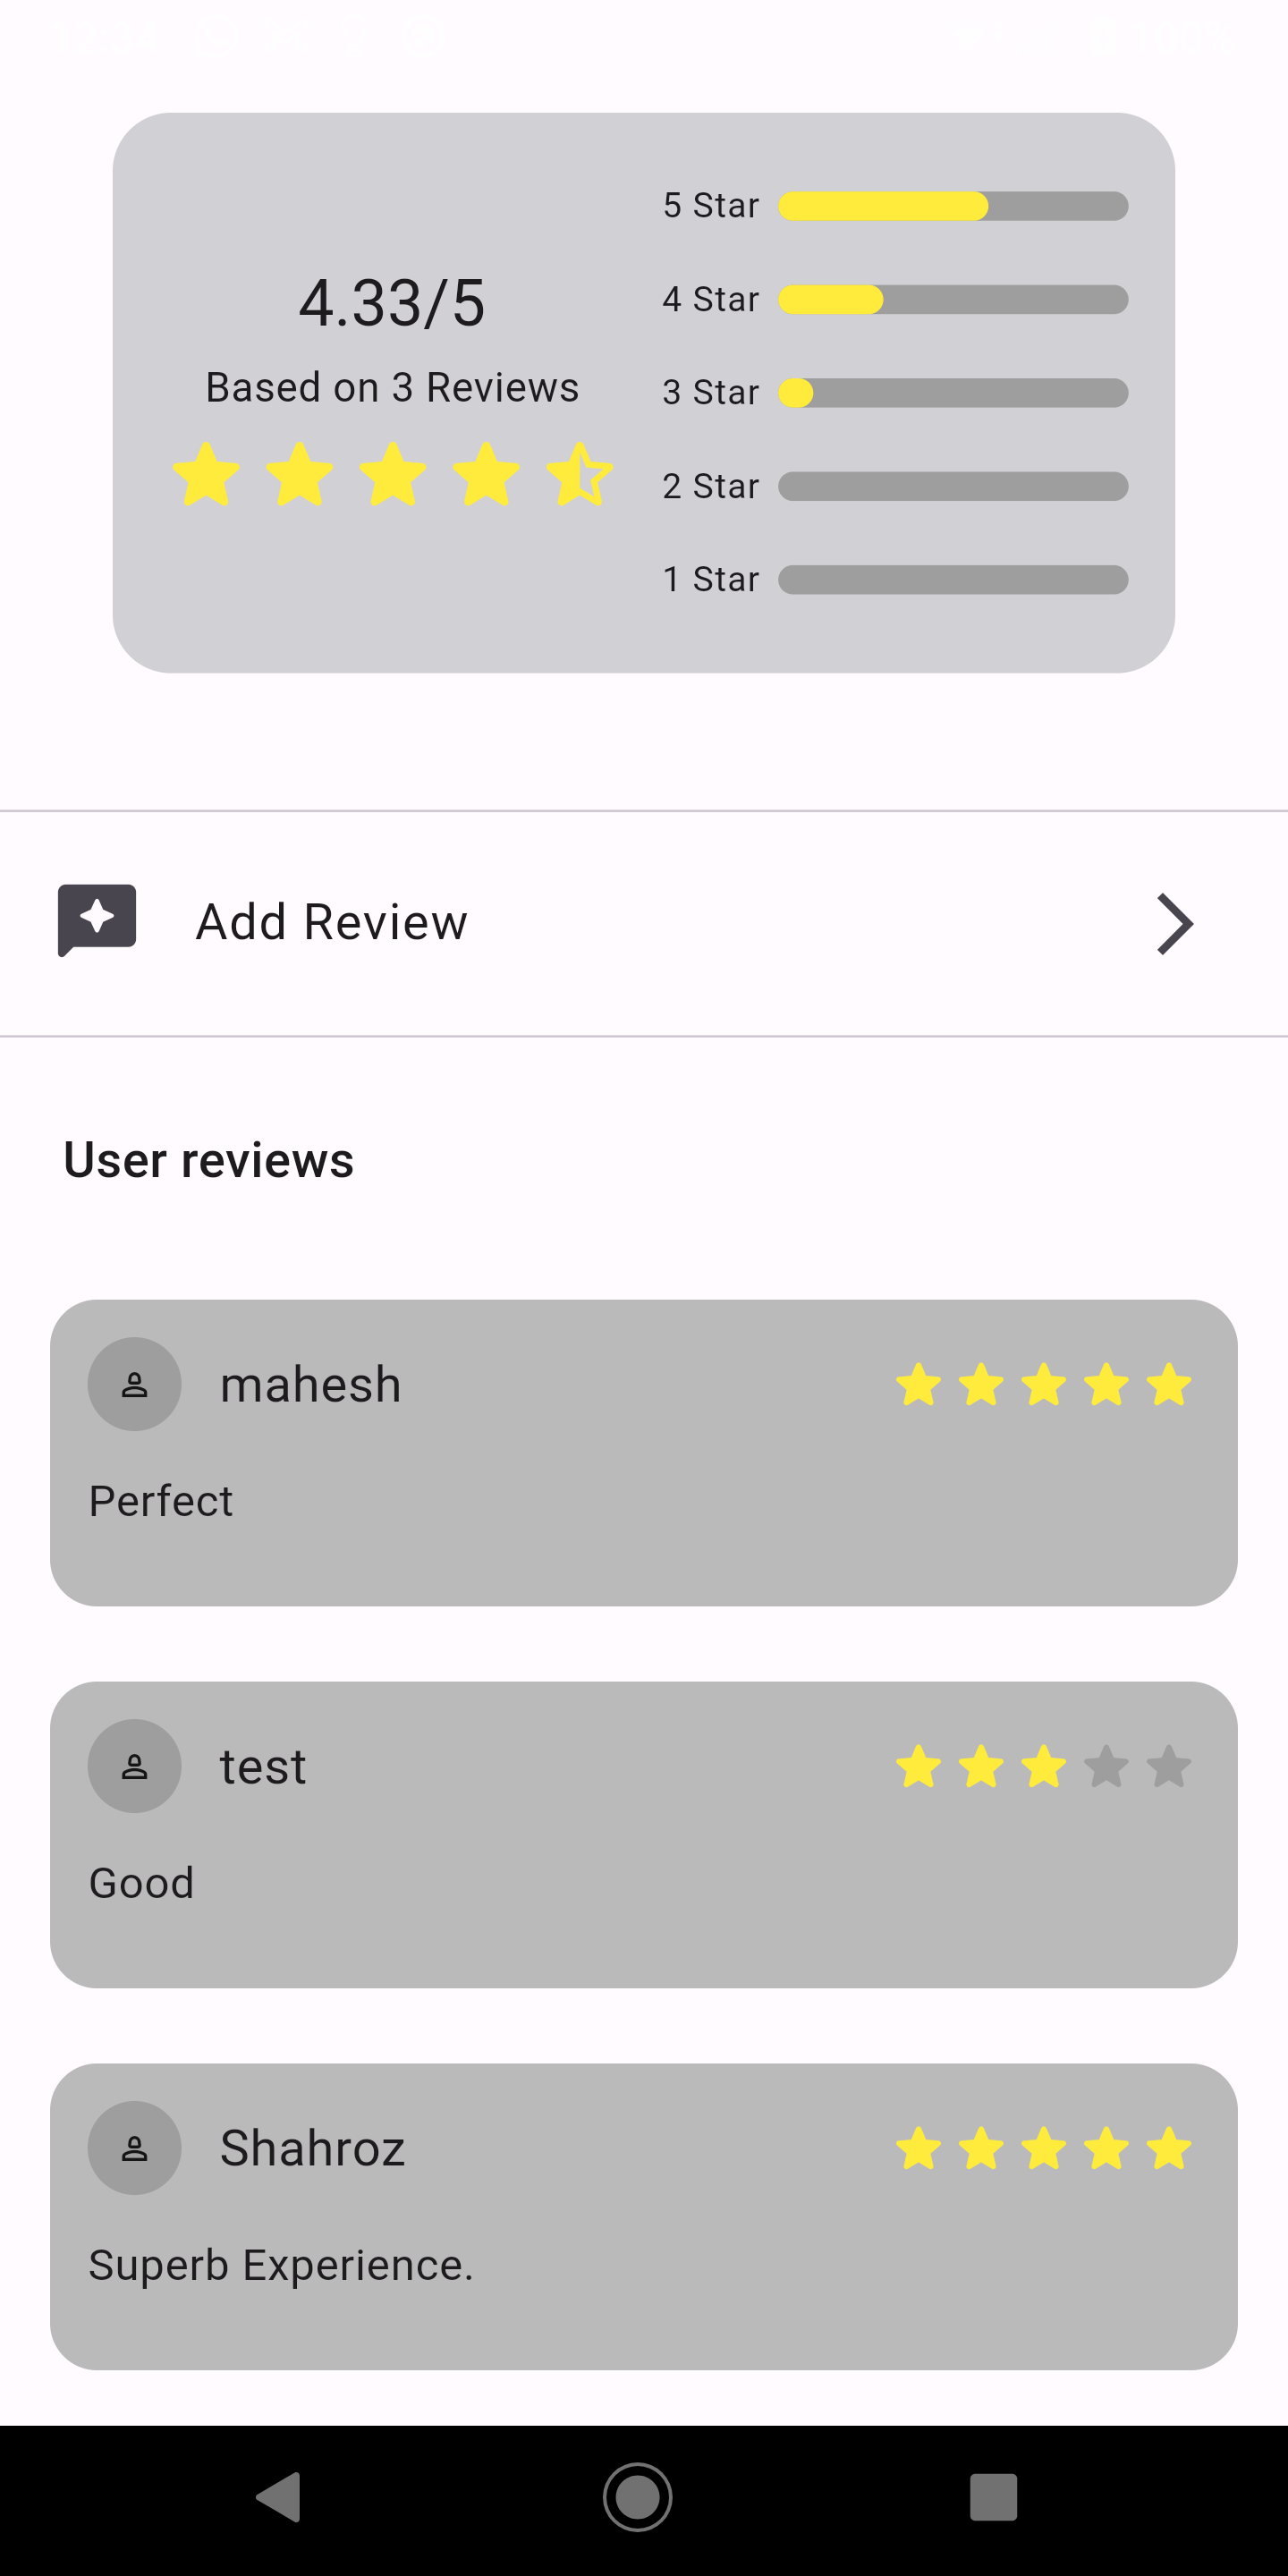 4.33/5
Based on 3 Reviews
5 Star
4 Star
3 Star
2 Star
1 Star
Add Review
User reviews
mahesh
Perfect
test
Good
Shahroz
Superb Experience.